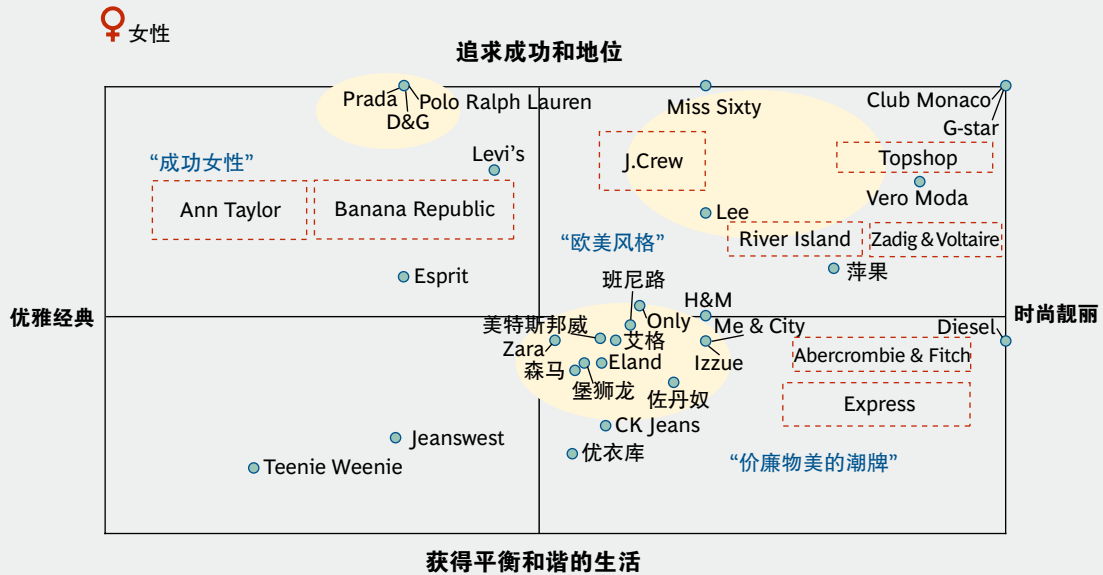 女性
追求成功和地位
Prada
Polo Ralph Lauren
D&G
Miss Sixty
Club Monaco
G-star
“成功女性”
Levi’s
J.Crew
Topshop
Ann Taylor
Banana Republic
Vero Moda
Lee
“欧美风格”
River Island
Zadig & Voltaire
Esprit
班尼路
萍果
优雅经典
H&M
时尚靓丽
美特斯邦威
Only
Me & City
Diesel
Zara
艾格
森马
Eland
Izzue
Abercrombie & Fitch
堡狮龙
佐丹奴
Express
CK Jeans
Jeanswest
优衣库
Teenie Weenie
“价廉物美的潮牌”
获得平衡和谐的生活